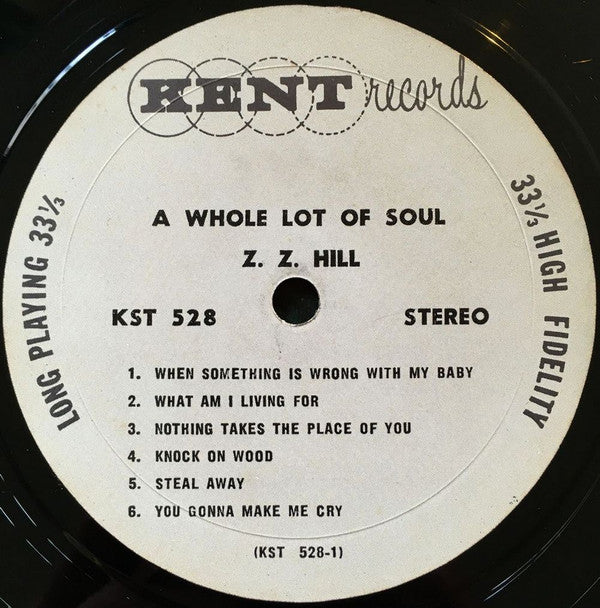 KENT records
A WHOLE LOT OF SOUL
Z. Z. HILL
KST 528
STEREO
LONG PLAYING 33⅓
33⅓ HIGH FIDELITY
1. WHEN SOMETHING IS WRONG WITH MY BABY
2. WHAT AM I LIVING FOR
3. NOTHING TAKES THE PLACE OF YOU
4. KNOCK ON WOOD
5. STEAL AWAY
6. YOU GONNA MAKE ME CRY
(KST 528-1)